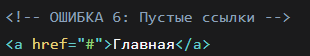 <!-- ОШИБКА 6: Пустые ссылки -->
<a href="#">Главная</a>